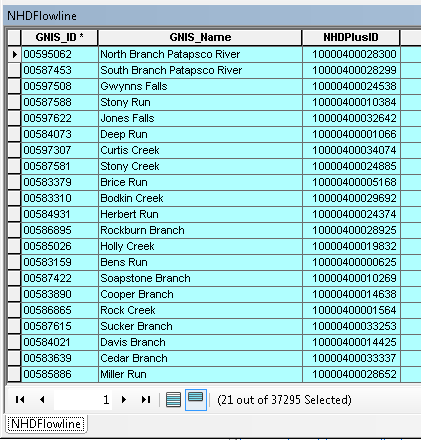 NHDFlowline
GNIS_ID * GNIS_Name NHDPlusID
00595062 North Branch Patapsco River 10000400028300
00587453 South Branch Patapsco River 10000400028299
00597508 Gwynns Falls 10000400024538
00587588 Stony Run 10000400010384
00597622 Jones Falls 10000400032642
00584073 Deep Run 10000400001066
00597307 Curtis Creek 10000400034074
00587581 Stony Creek 10000400024885
00583379 Brice Run 10000400005168
00583310 Bodkin Creek 10000400029692
00584931 Herbert Run 10000400024374
00586895 Rockburn Branch 10000400028925
00585026 Holly Creek 10000400019832
00583159 Bens Run 10000400000625
00587422 Soapstone Branch 10000400010269
00583890 Cooper Branch 10000400014638
00586865 Rock Creek 10000400001564
00587615 Sucker Branch 10000400033253
00584021 Davis Branch 10000400014425
00583639 Cedar Branch 10000400033337
00585886 Miller Run 10000400028652
1 (21 out of 37295 Selected)
NHDFlowline